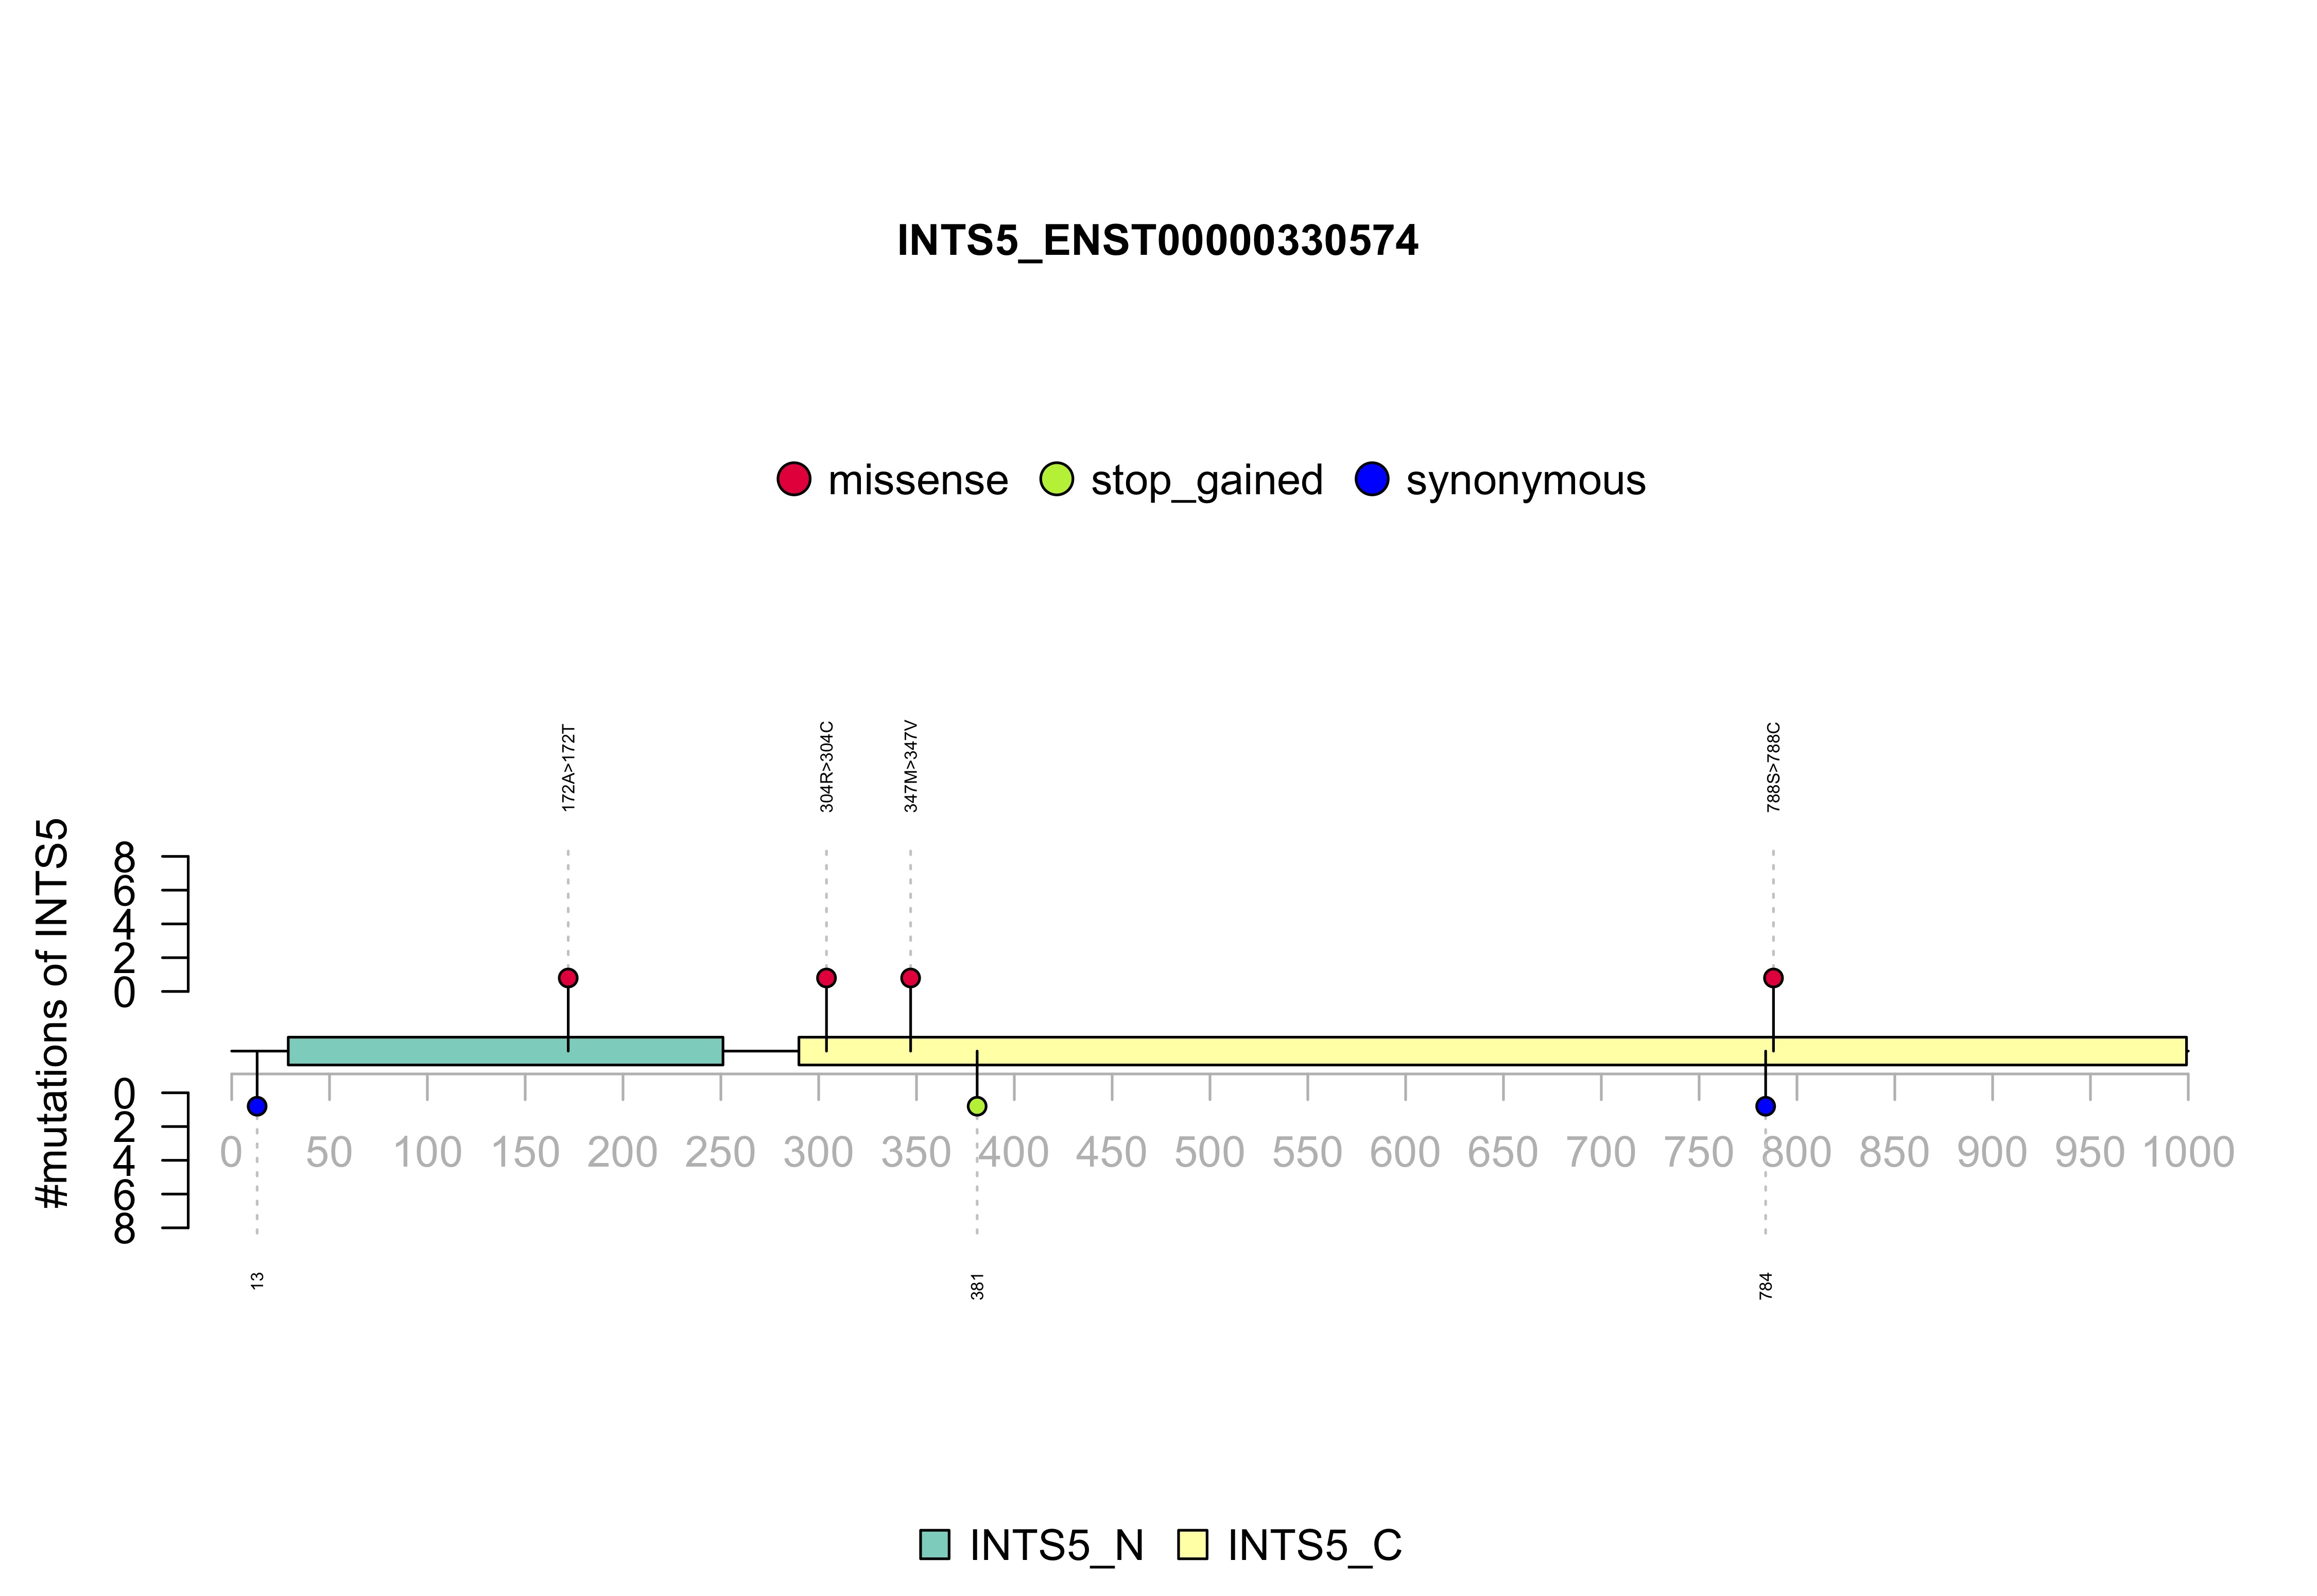 INTS5_ENST00000330574
missense stop_gained synonymous
172A>172T
304R>304C
347M>347V
788S>788C
#mutations of INTS5
8
6
4
2
0
0
2
4
6
8
0 50 100 150 200 250 300 350 400 450 500 550 600 650 700 750 800 850 900 950 1000
13
381
784
INTS5_N INTS5_C